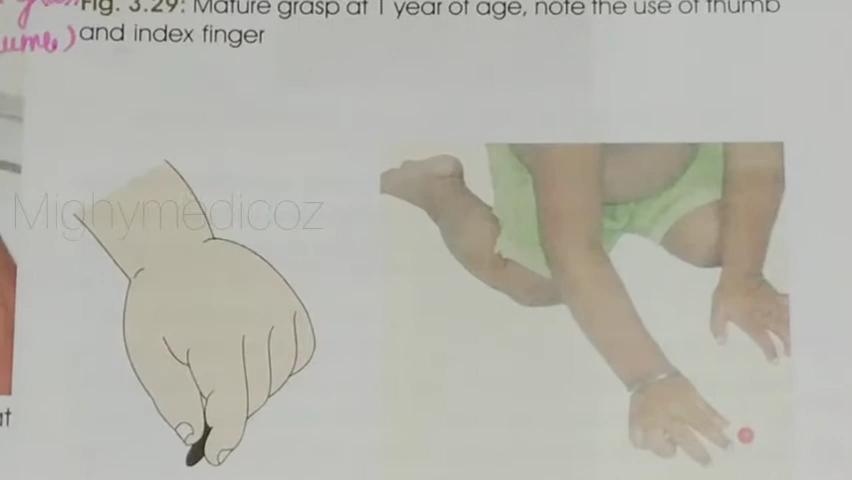 Fig. 3.29: Mature grasp at 1 year of age, note the use of thumb
and index finger
Mighymedicoz